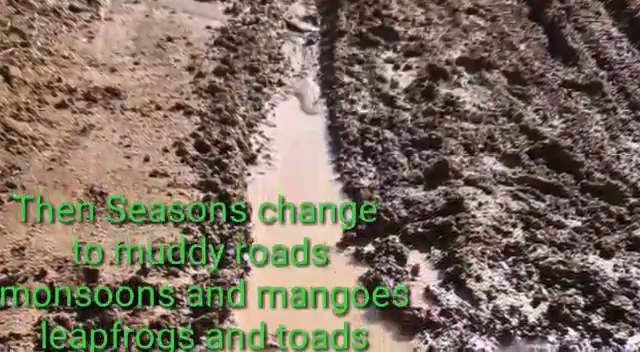 Then Seasons change
to muddy roads
monsoons and mangoes
leapfrogs and toads